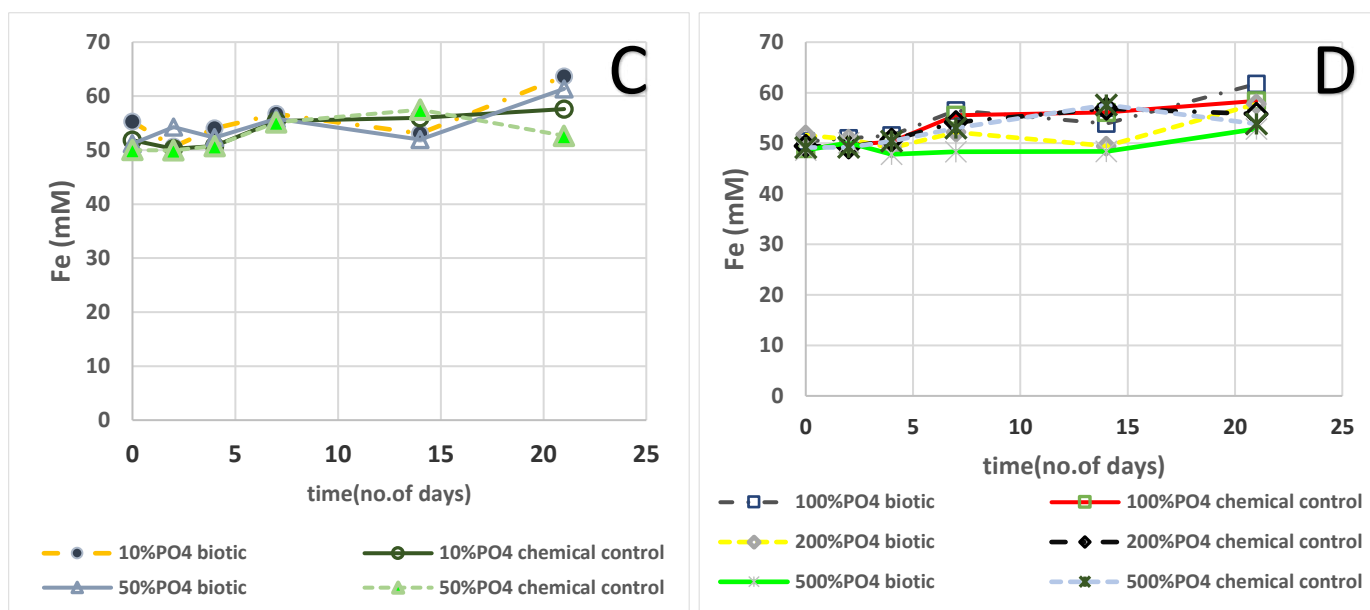 C
70
60
50
40
30
20
10
0
Fe (mM)
0 5 10 15 20 25
time(no.of days)
10%PO4 biotic 10%PO4 chemical control
50%PO4 biotic 50%PO4 chemical control
D
70
60
50
40
30
20
10
0
Fe (mM)
0 5 10 15 20 25
time(no.of days)
100%PO4 biotic 100%PO4 chemical control
200%PO4 biotic 200%PO4 chemical control
500%PO4 biotic 500%PO4 chemical control